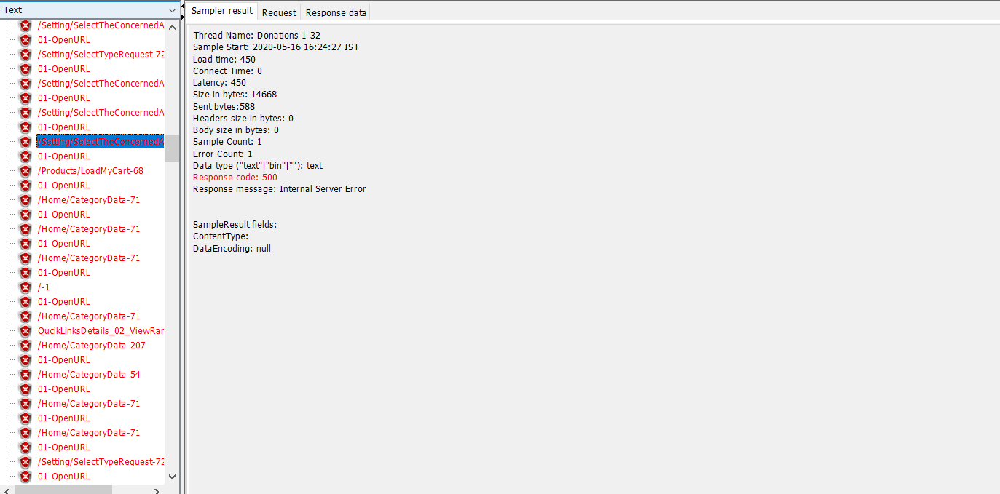 Text
/Setting/SelectTheConcernedA
01-OpenURL
/Setting/SelectTypeRequest-72
01-OpenURL
/Setting/SelectTheConcernedA
01-OpenURL
/Setting/SelectTheConcernedA
01-OpenURL
/Setting/SelectTheConcernedA
01-OpenURL
/Products/LoadMyCart-68
01-OpenURL
/Home/CategoryData-71
01-OpenURL
/Home/CategoryData-71
01-OpenURL
/Home/CategoryData-71
01-OpenURL
/-1
01-OpenURL
/Home/CategoryData-71
QucikLinksDetails_02_ViewRar
/Home/CategoryData-207
01-OpenURL
/Home/CategoryData-54
01-OpenURL
/Home/CategoryData-71
01-OpenURL
/Home/CategoryData-71
01-OpenURL
/Setting/SelectTypeRequest-72
01-OpenURL
Sampler result Request Response data
Thread Name: Donations 1-32
Sample Start: 2020-05-16 16:24:27 IST
Load time: 450
Connect Time: 0
Latency: 450
Size in bytes: 14668
Sent bytes:588
Headers size in bytes: 0
Body size in bytes: 0
Sample Count: 1
Error Count: 1
Data type ("text"|"bin"|""): text
Response code: 500
Response message: Internal Server Error
SampleResult fields:
ContentType:
DataEncoding: null